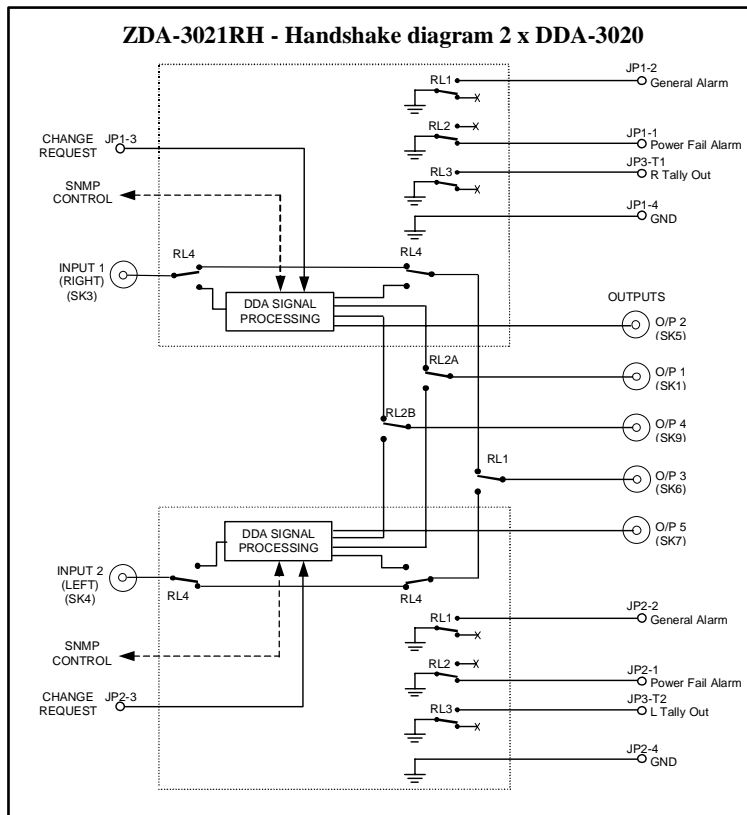 ZDA-3021RH - Handshake diagram 2 x DDA-3020
RL1
JP1-2
General Alarm
CHANGE
REQUEST
JP1-3
RL2
JP1-1
Power Fail Alarm
RL3
JP3-T1
R Tally Out
SNMP
CONTROL
JP1-4
GND
RL4
RL4
INPUT 1
(RIGHT)
(SK3)
DDA SIGNAL
PROCESSING
OUTPUTS
O/P 2
(SK5)
RL2A
O/P 1
(SK1)
RL2B
O/P 4
(SK9)
RL1
O/P 3
(SK6)
DDA SIGNAL
PROCESSING
O/P 5
(SK7)
INPUT 2
(LEFT)
(SK4)
RL4
RL4
RL1
JP2-2
General Alarm
SNMP
CONTROL
RL2
JP2-1
Power Fail Alarm
CHANGE
REQUEST
JP2-3
RL3
JP3-T2
L Tally Out
JP2-4
GND